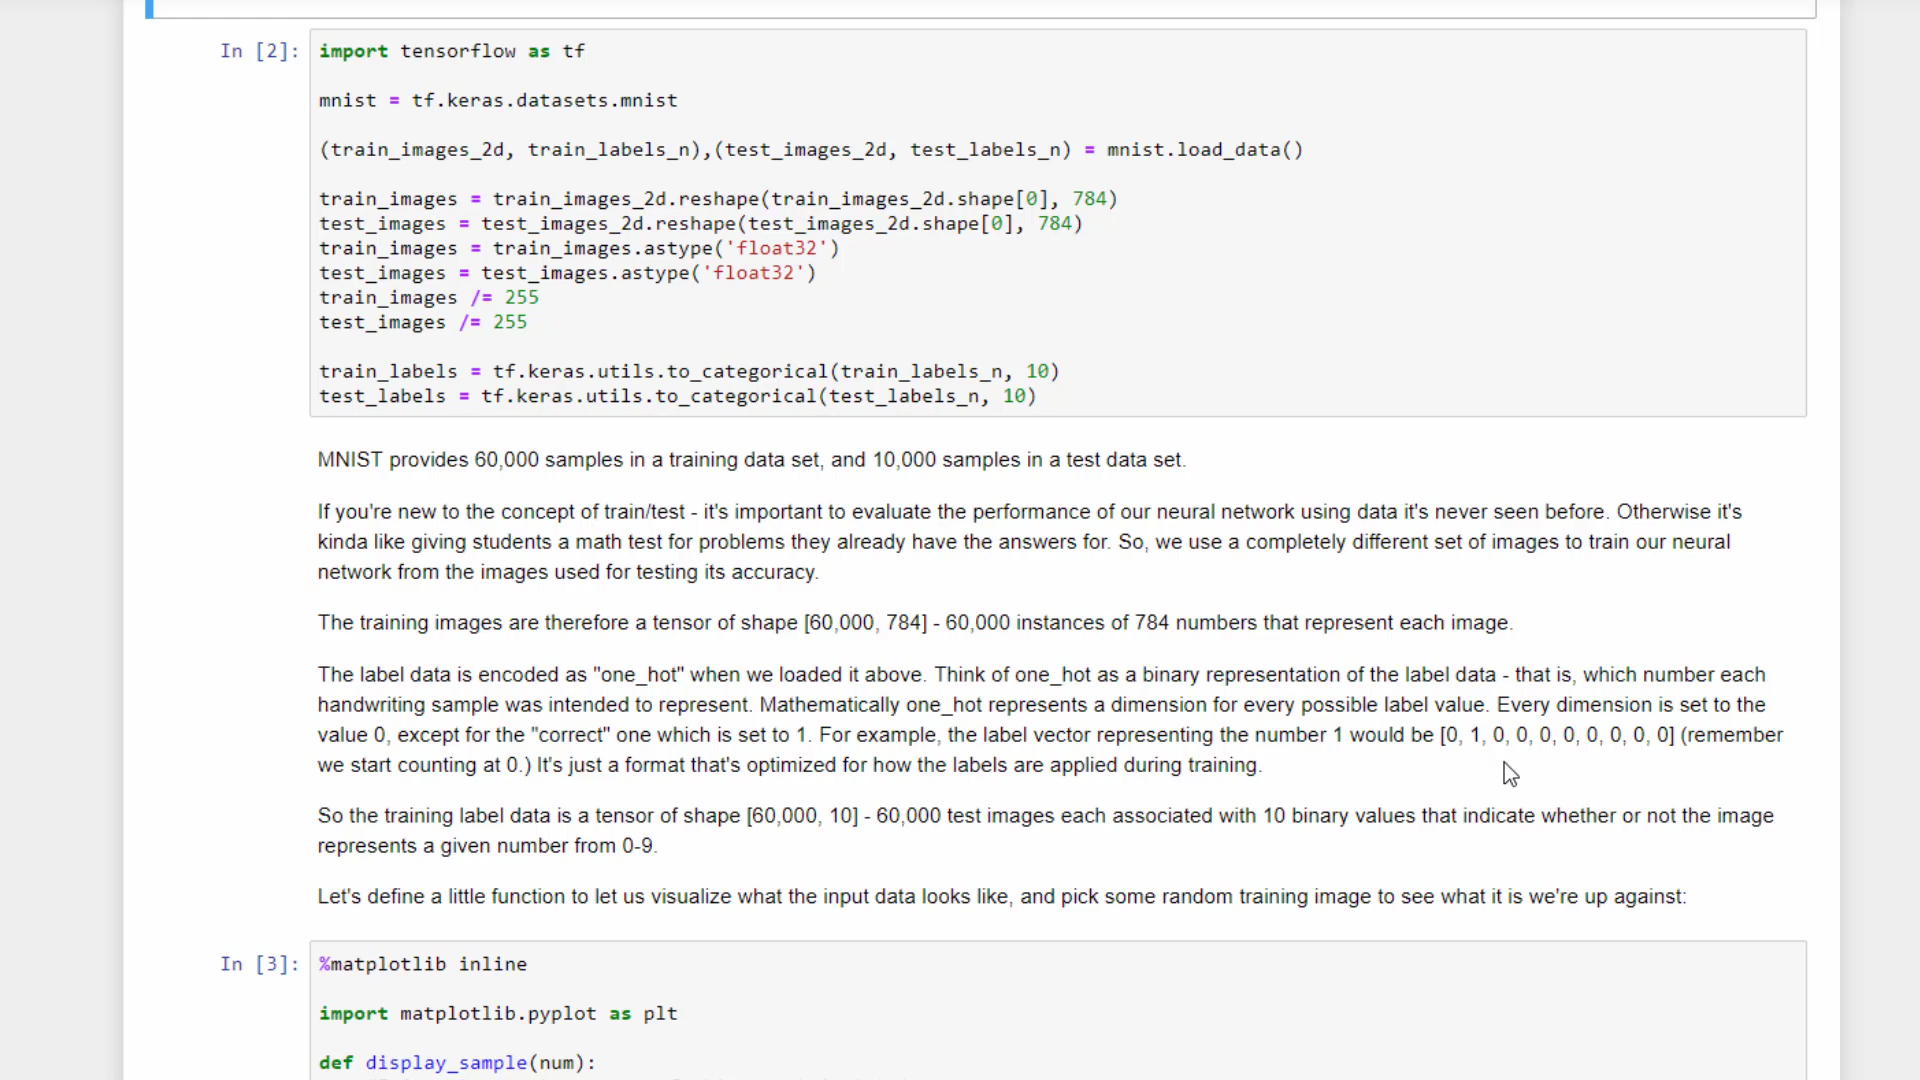 In [2]:
import tensorflow as tf
mnist = tf.keras.datasets.mnist
(train_images_2d, train_labels_n),(test_images_2d, test_labels_n) = mnist.load_data()
train_images = train_images_2d.reshape(train_images_2d.shape[0], 784)
test_images = test_images_2d.reshape(test_images_2d.shape[0], 784)
train_images = train_images.astype('float32')
test_images = test_images.astype('float32')
train_images /= 255
test_images /= 255
train_labels = tf.keras.utils.to_categorical(train_labels_n, 10)
test_labels = tf.keras.utils.to_categorical(test_labels_n, 10)
MNIST provides 60,000 samples in a training data set, and 10,000 samples in a test data set.
If you're new to the concept of train/test - it's important to evaluate the performance of our neural network using data it's never seen before. Otherwise it's
kinda like giving students a math test for problems they already have the answers for. So, we use a completely different set of images to train our neural
network from the images used for testing its accuracy.
The training images are therefore a tensor of shape [60,000, 784] - 60,000 instances of 784 numbers that represent each image.
The label data is encoded as "one_hot" when we loaded it above. Think of one_hot as a binary representation of the label data - that is, which number each
handwriting sample was intended to represent. Mathematically one_hot represents a dimension for every possible label value. Every dimension is set to the
value 0, except for the "correct" one which is set to 1. For example, the label vector representing the number 1 would be [0, 1, 0, 0, 0, 0, 0, 0, 0, 0] (remember
we start counting at 0.) It's just a format that's optimized for how the labels are applied during training.
So the training label data is a tensor of shape [60,000, 10] - 60,000 test images each associated with 10 binary values that indicate whether or not the image
represents a given number from 0-9.
Let's define a little function to let us visualize what the input data looks like, and pick some random training image to see what it is we're up against:
In [3]:
%matplotlib inline
import matplotlib.pyplot as plt
def display_sample(num):